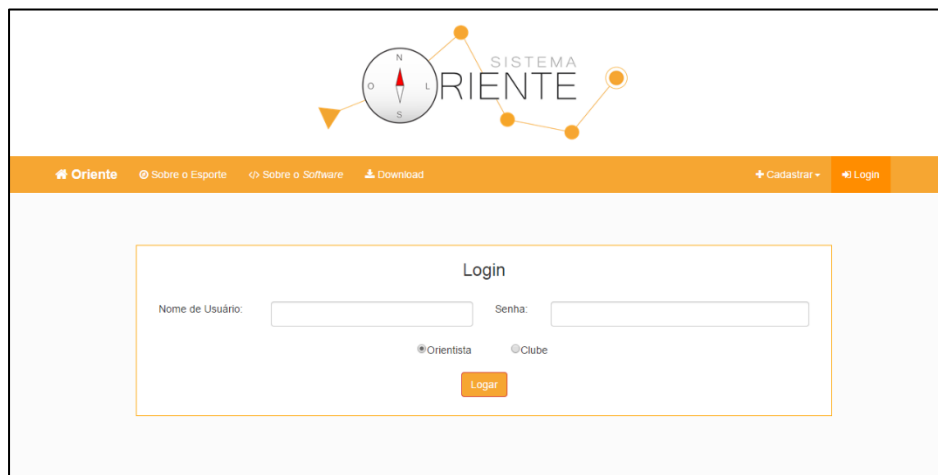 N
SISTEMA
O L RIENTE
S
Oriente Sobre o Esporte </> Sobre o Software Download Cadastrar Login
Login
Nome de Usuário: Senha:
Orientista Clube
Logar